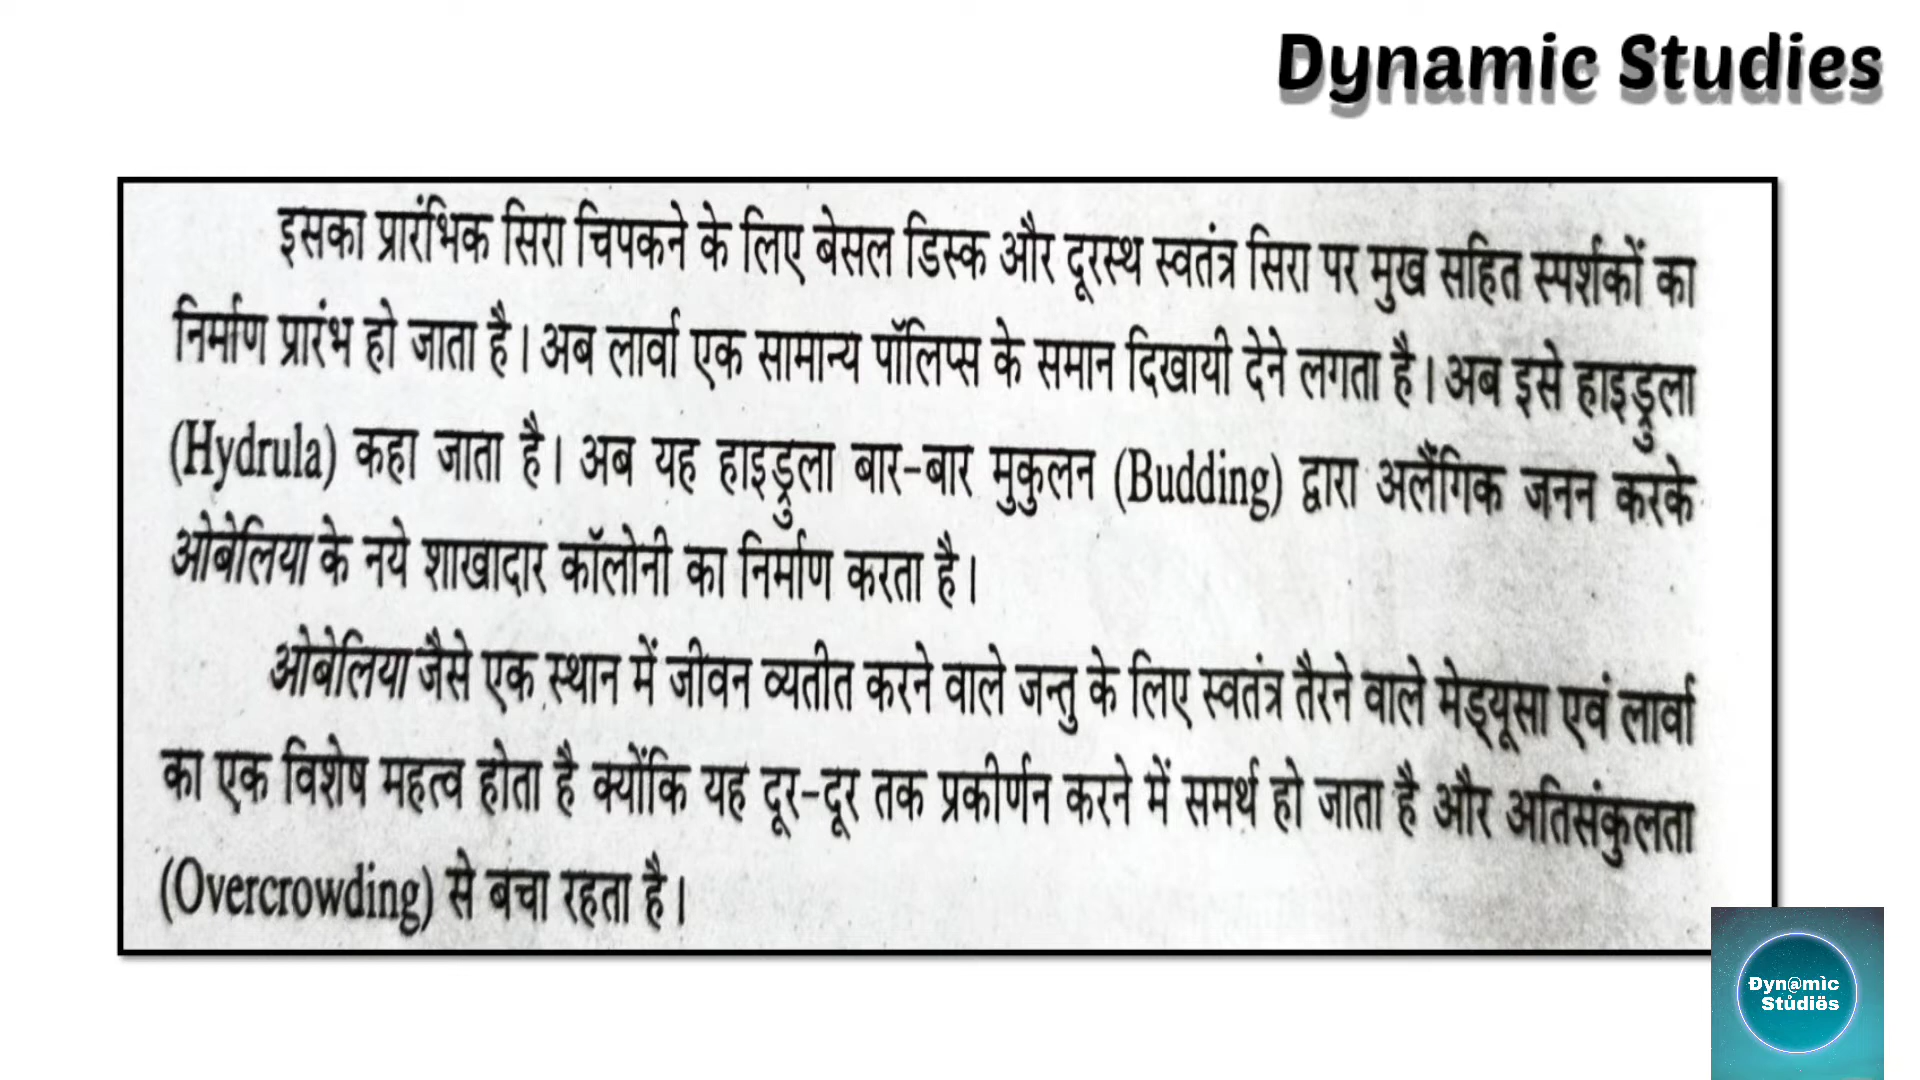 Dynamic Studies
इसका प्रारंभिक सिरा चिपकने के लिए बेसल डिस्क और दूरस्थ स्वतंत्र सिरा पर मुख सहित स्पर्शकों का
निर्माण प्रारंभ हो जाता है। अब लार्वा एक सामान्य पॉलिप्स के समान दिखायी देने लगता है। अब इसे हाइड्रुला
(Hydrula) कहा जाता है। अब यह हाइड्रुला बार-बार मुकुलन (Budding) द्वारा अलैंगिक जनन करके
ओबेलिया के नये शाखादार कॉलोनी का निर्माण करता है।
ओबेलिया जैसे एक स्थान में जीवन व्यतीत करने वाले जन्तु के लिए स्वतंत्र तैरने वाले मेड्यूसा एवं लार्वा
का एक विशेष महत्व होता है क्योंकि यह दूर-दूर तक प्रकीर्णन करने में समर्थ हो जाता है और अतिसंकुलता
(Overcrowding) से बचा रहता है।
Ðyn@mìc
Stůdiës